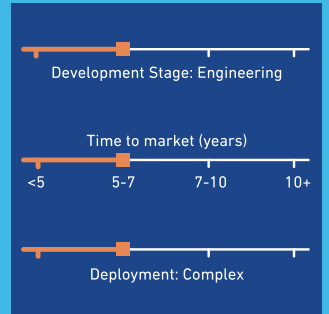 Development Stage: Engineering
Time to market (years)
<5 5-7 7-10 10+
Deployment: Complex